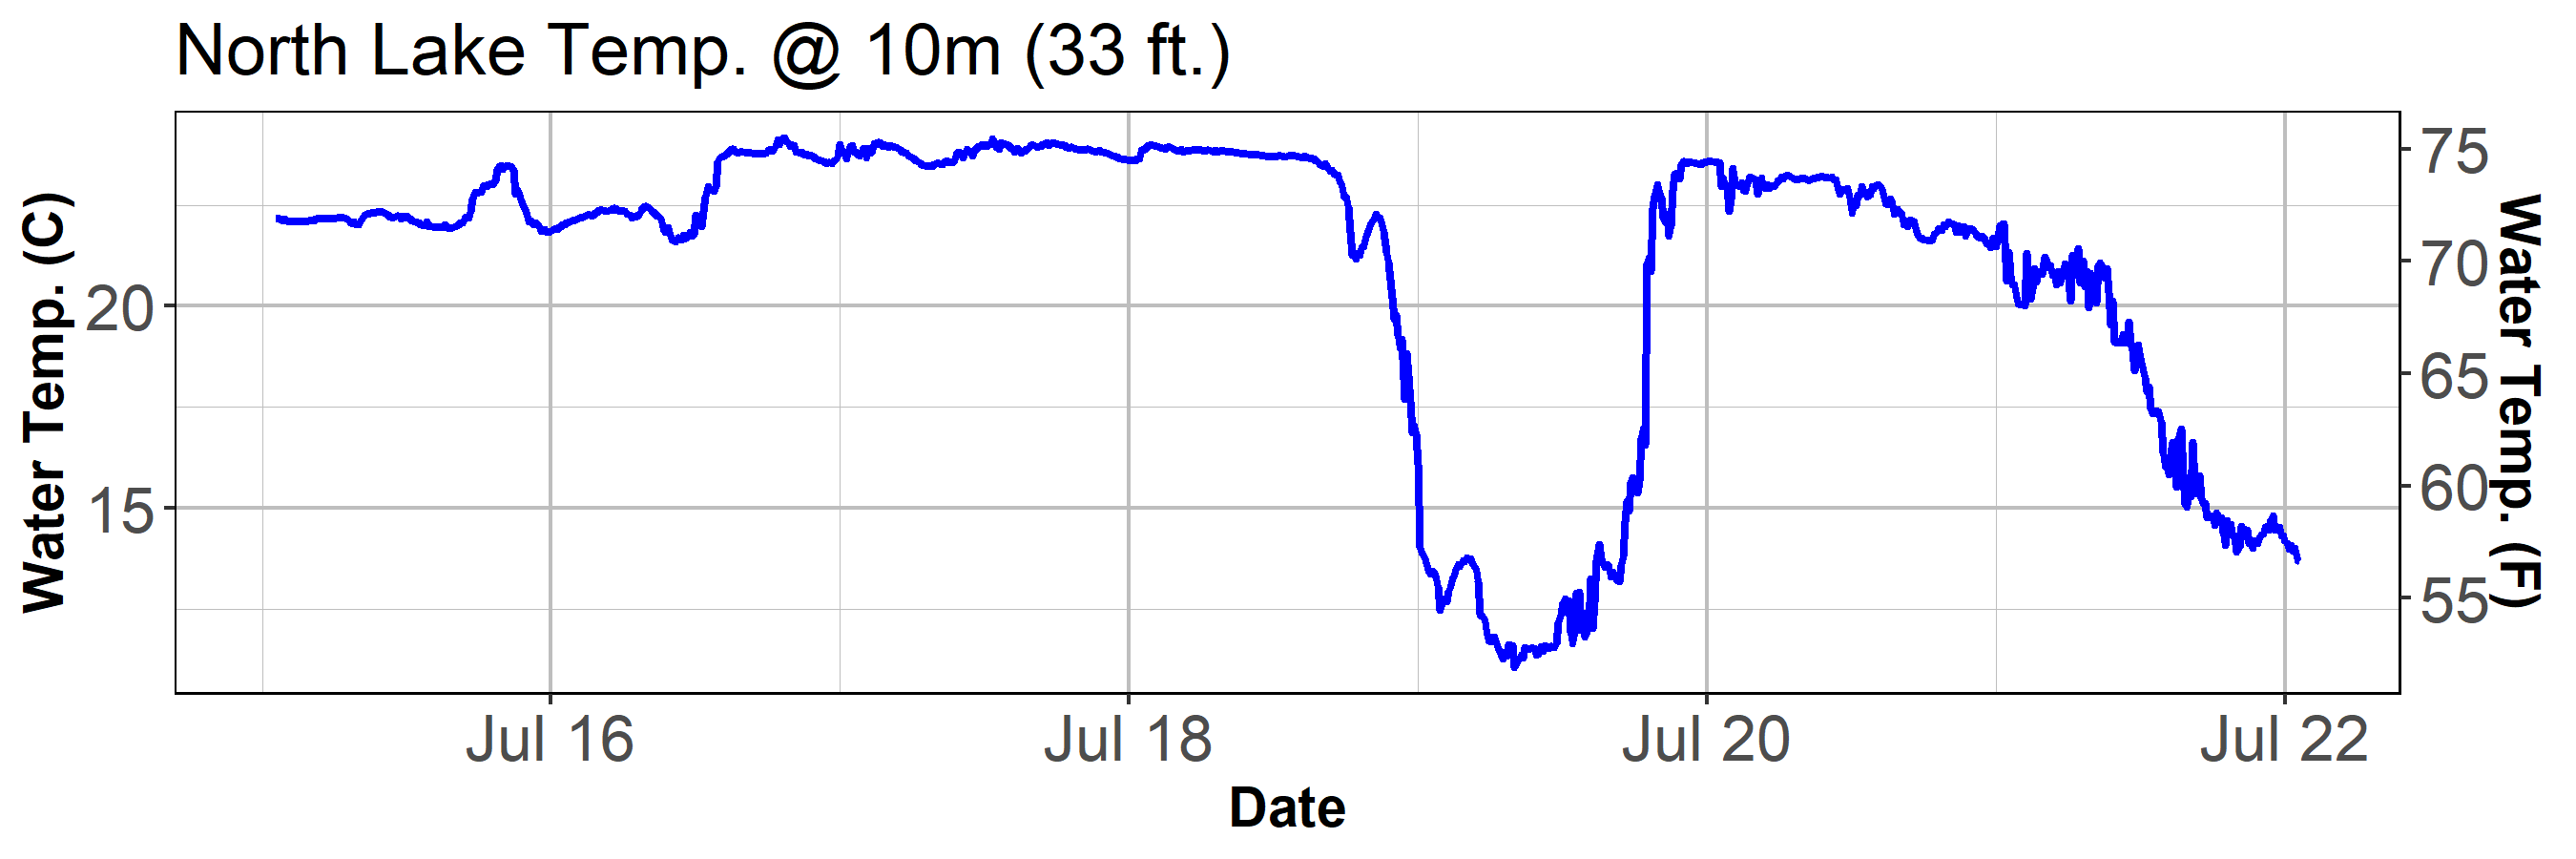 North Lake Temp. @ 10m (33 ft.)
Water Temp. (C)
20
15
75
70
65
60
55
Water Temp. (F)
Jul 16 Jul 18 Jul 20 Jul 22
Date